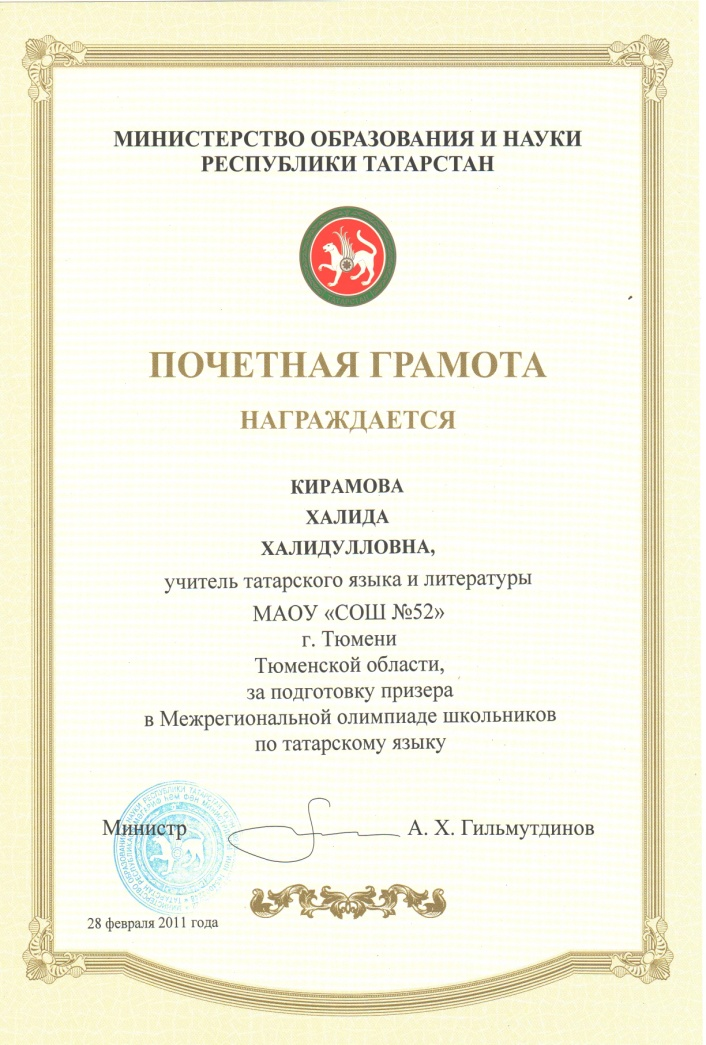 МИНИСТЕРСТВО ОБРАЗОВАНИЯ И НАУКИ
РЕСПУБЛИКИ ТАТАРСТАН
ПОЧЕТНАЯ ГРАМОТА
НАГРАЖДАЕТСЯ
КИРАМОВА
ХАЛИДА
ХАЛИДУЛЛОВНА,
учитель татарского языка и литературы
МАОУ «СОШ №52»
г. Тюмени
Тюменской области,
за подготовку призера
в Межрегиональной олимпиаде школьников
по татарскому языку
Министр А. Х. Гильмутдинов
28 февраля 2011 года